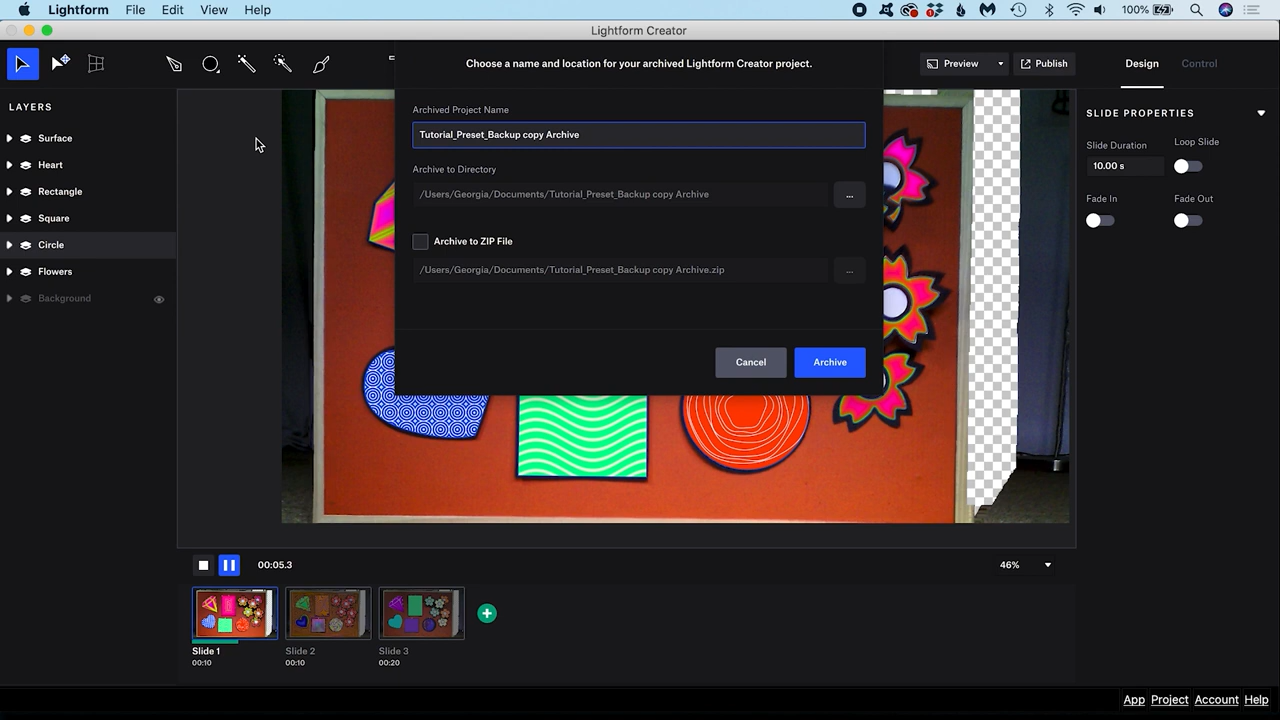 Lightform File Edit View Help
100%
Lightform Creator
Choose a name and location for your archived Lightform Creator project.
Preview
Publish
Design
Control
LAYERS
Surface
Heart
Rectangle
Square
Circle
Flowers
Background
Archived Project Name
Tutorial_Preset_Backup copy Archive
Archive to Directory
/Users/Georgia/Documents/Tutorial_Preset_Backup copy Archive
...
Archive to ZIP File
/Users/Georgia/Documents/Tutorial_Preset_Backup copy Archive.zip
...
Cancel
Archive
SLIDE PROPERTIES
Slide Duration
Loop Slide
10.00 s
Fade In
Fade Out
00:05.3
46%
Slide 1
00:10
Slide 2
00:10
Slide 3
00:20
App Project Account Help